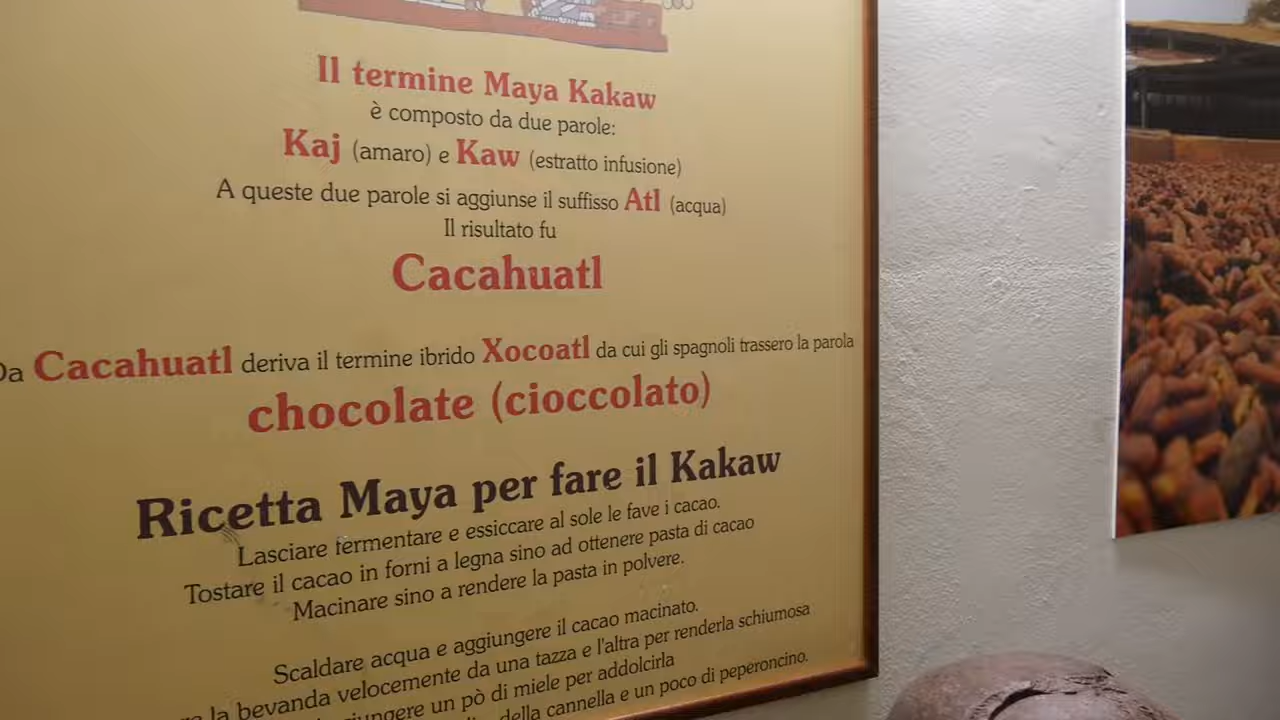 Il termine Maya Kakaw
è composto da due parole:
Kaj (amaro) e Kaw (estratto infusione)
A queste due parole si aggiunse il suffisso Atl (acqua)
Il risultato fu
Cacahuatl
Da Cacahuatl deriva il termine ibrido Xocoatl da cui gli spagnoli trassero la parola
chocolate (cioccolato)
Ricetta Maya per fare il Kakaw
Lasciare fermentare e essiccare al sole le fave i cacao.
Tostare il cacao in forni a legna sino ad ottenere pasta di cacao
Macinare sino a rendere la pasta in polvere.
Scaldare acqua e aggiungere il cacao macinato.
la bevanda velocemente da una tazza e l'altra per renderla schiumosa
un pò di miele per addolcirla
della cannella e un poco di peperoncino.